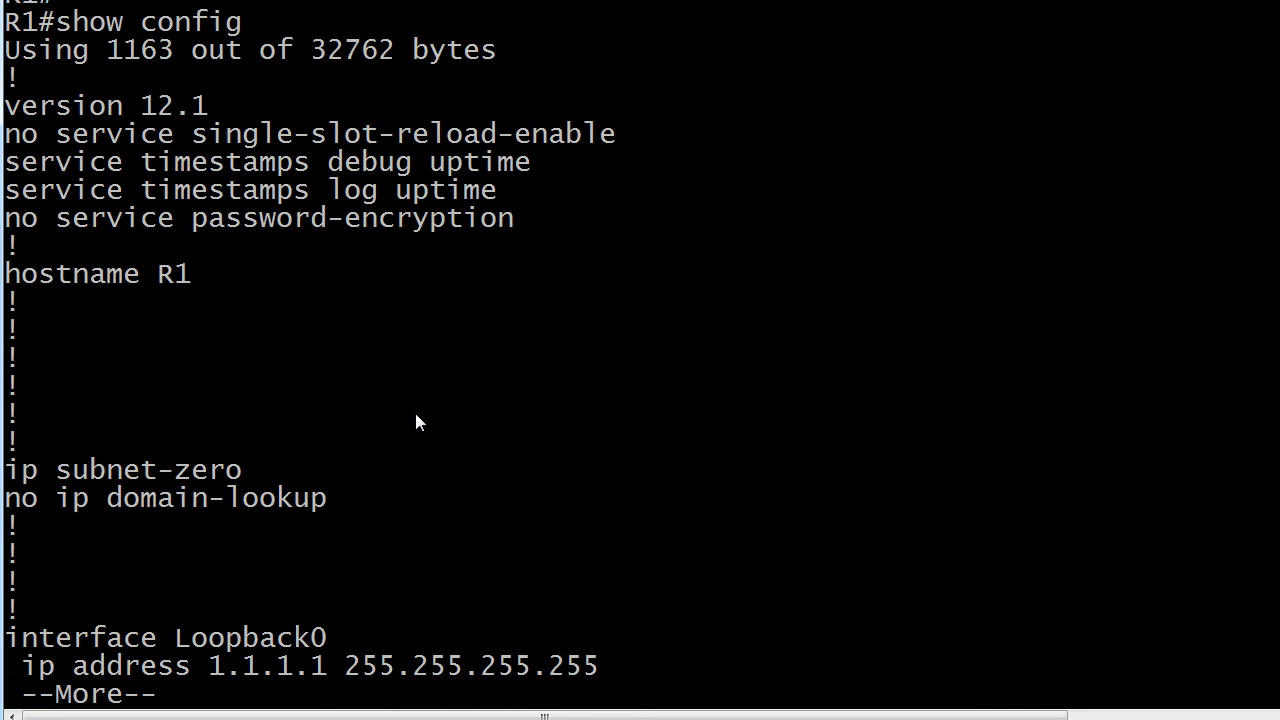 R1#
R1#show config
Using 1163 out of 32762 bytes
!
version 12.1
no service single-slot-reload-enable
service timestamps debug uptime
service timestamps log uptime
no service password-encryption
!
hostname R1
!
!
!
!
!
!
ip subnet-zero
no ip domain-lookup
!
!
!
!
interface Loopback0
 ip address 1.1.1.1 255.255.255.255
 --More--